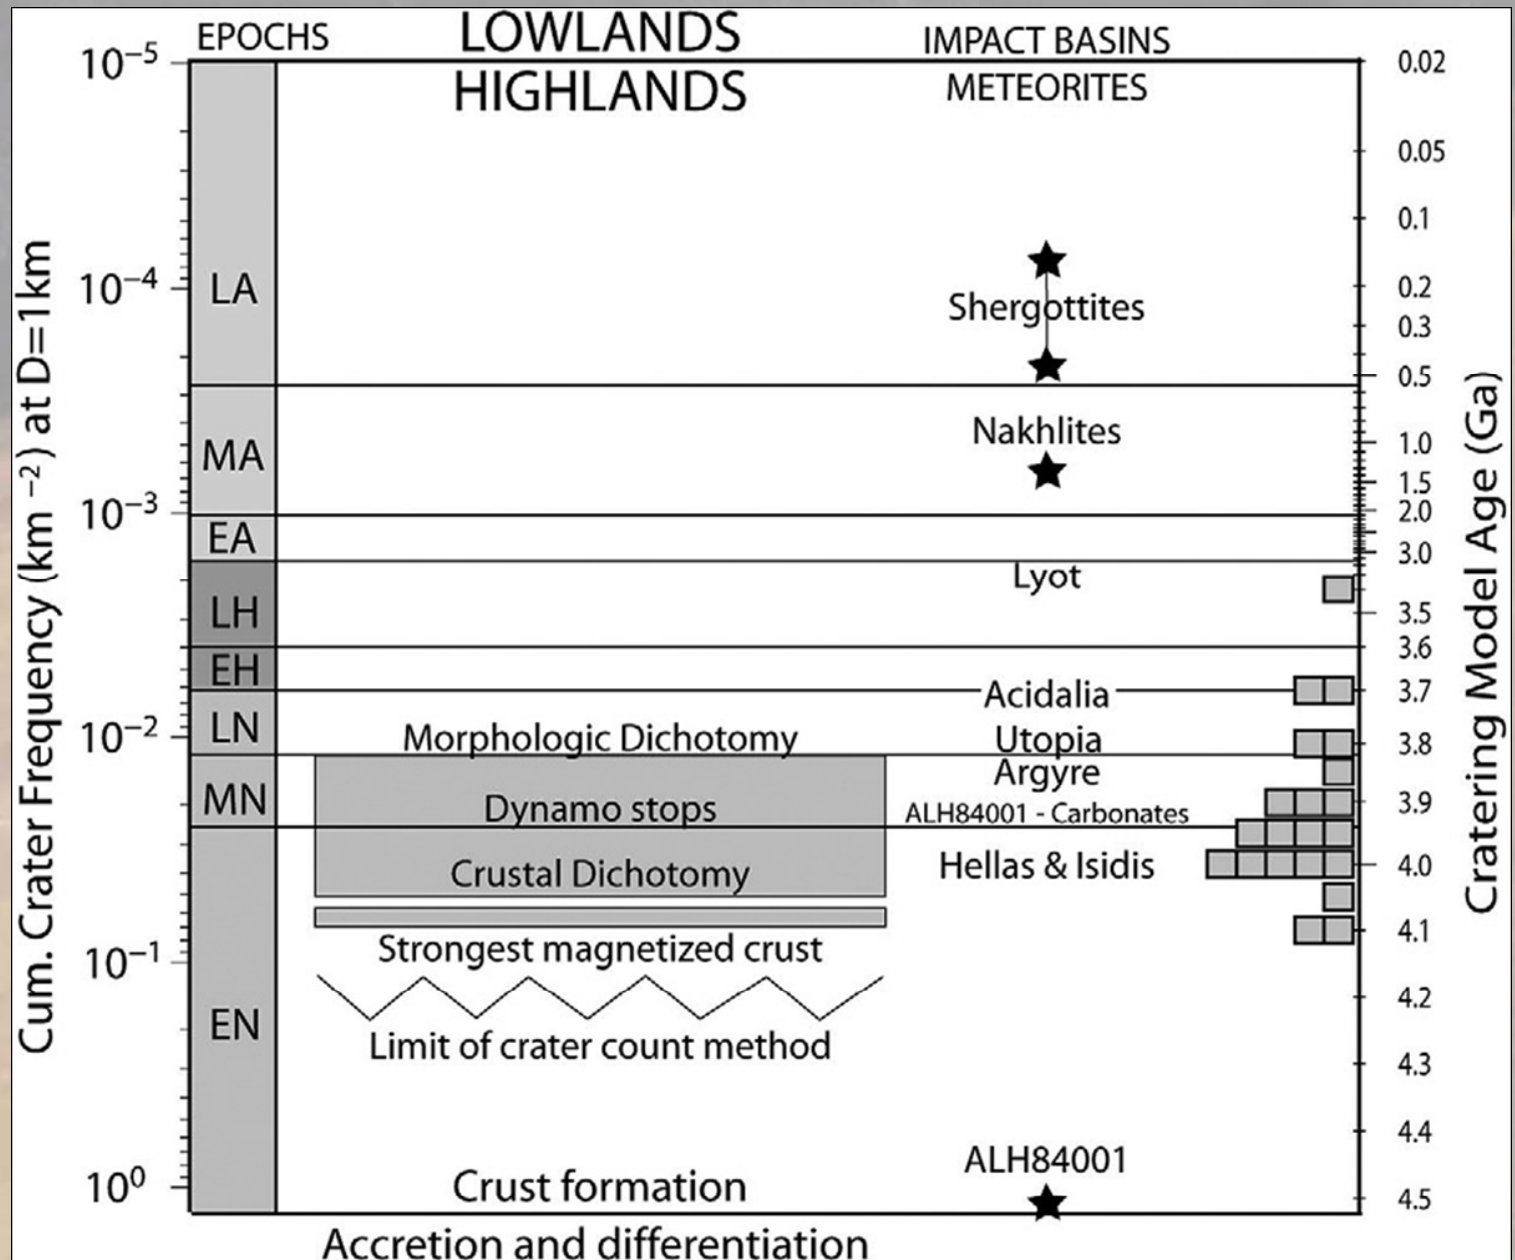 EPOCHS
LOWLANDS
IMPACT BASINS
HIGHLANDS
METEORITES
Cum. Crater Frequency (km ⁻²) at D=1km
10⁻⁵
10⁻⁴
10⁻³
10⁻²
10⁻¹
10⁰
LA
MA
EA
LH
EH
LN
MN
EN
Morphologic Dichotomy
Dynamo stops
Crustal Dichotomy
Strongest magnetized crust
Limit of crater count method
Crust formation
Accretion and differentiation
Shergottites
Nakhlites
Lyot
Acidalia
Utopia
Argyre
ALH84001 - Carbonates
Hellas & Isidis
ALH84001
0.02
0.05
0.1
0.2
0.3
0.5
1.0
1.5
2.0
3.0
3.5
3.6
3.7
3.8
3.9
4.0
4.1
4.2
4.3
4.4
4.5
Cratering Model Age (Ga)